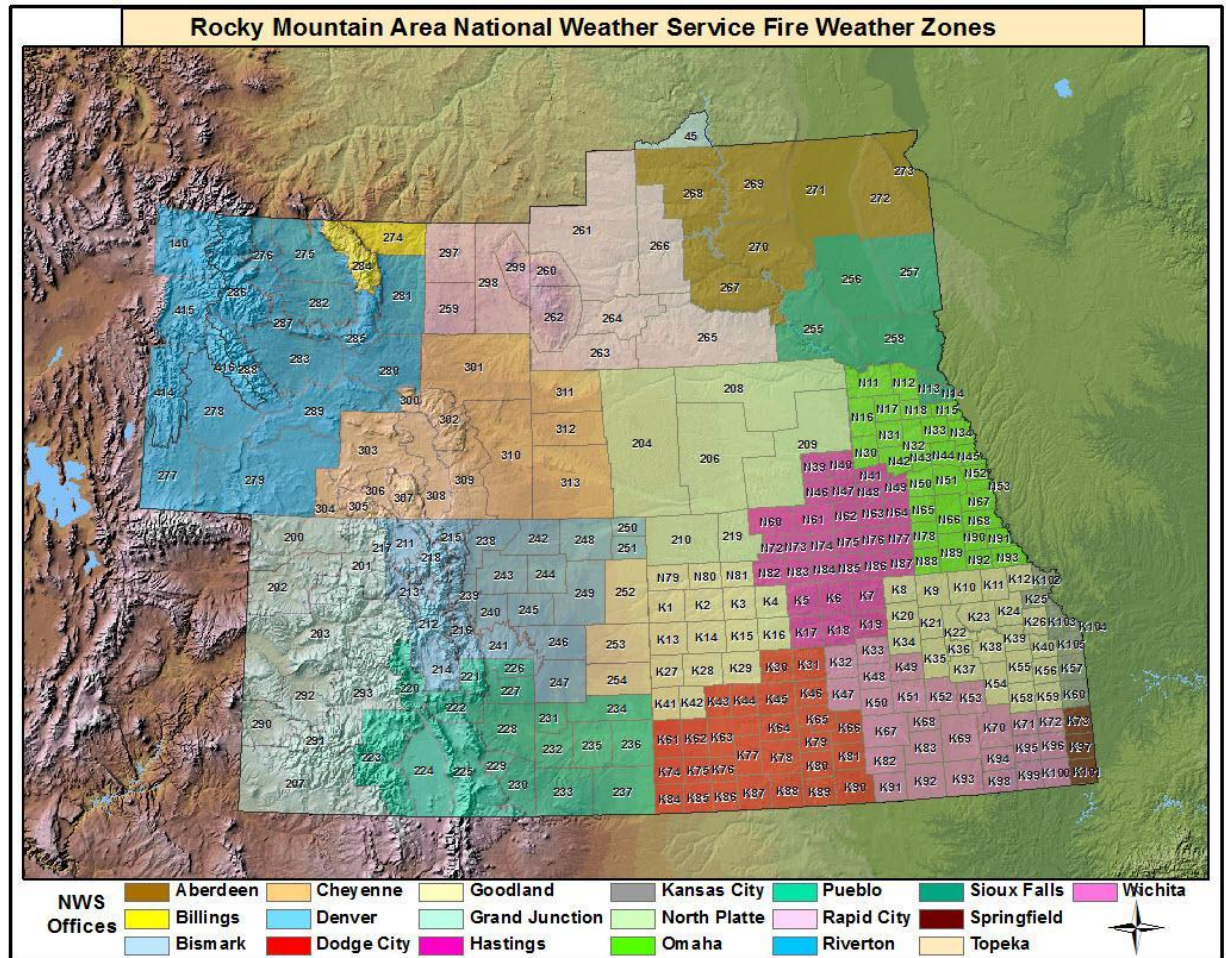 Rocky Mountain Area National Weather Service Fire Weather Zones
45
273
268 269 271 272
140 274 261 266
276 275 297 299 260 270 256 257
284 286 282 281 298 267
415 287 259 262 264 255
285 265 258
416 288 283 280 263
414 301 N11 N12 N13 N14
278 289 300 302 311 208 N16 N17 N18 N15
303 312 204 206 209 N31 N33 N34
N30 N32
277 279 310 N39 N40 N42 N43 N44 N45
306 307 308 309 313 N41 N52
304 305 N46 N47 N48 N49 N50 N51 N53
N60 N61 N62 N63 N64 N65 N67
250 N66 N68
200 217 211 215 238 242 248 251 210 219 N72 N73 N74 N75 N76 N77 N78 N90 N91
201 218 N89
202 213 239 243 244 249 252 N79 N80 N81 N82 N83 N84 N85 N86 N87 N88 N92 N93
K8 K9 K10 K11 K12 K102
240 245 K1 K2 K3 K4 K5 K6 K7 K25
203 212 216 K20 K21 K23 K24 K26 K103 K104
241 246 253 K13 K14 K15 K16 K17 K18 K19 K22
K34 K36 K38 K39 K40 K105
214 221 226 254 K27 K28 K29 K30 K31 K32 K33 K35 K37 K55 K56 K57
292 293 220 227 247 K48 K49 K54
222 234 K41 K42 K43 K44 K45 K46 K47 K50 K51 K52 K53 K58 K59 K60
290 228 231 K61 K62 K63 K64 K65 K66 K67 K68 K69 K70 K71 K72 K73
291 223 232 235 236 K77 K78 K79 K81 K82 K83 K94 K95 K96 K97
207 224 225 229 K74 K75 K76 K80
230 233 237 K84 K85 K86 K87 K88 K89 K90 K91 K92 K93 K98 K99 K100 K101
NWS
Offices
Aberdeen Cheyenne Goodland Kansas City Pueblo Sioux Falls Wichita
Billings Denver Grand Junction North Platte Rapid City Springfield
Bismark Dodge City Hastings Omaha Riverton Topeka